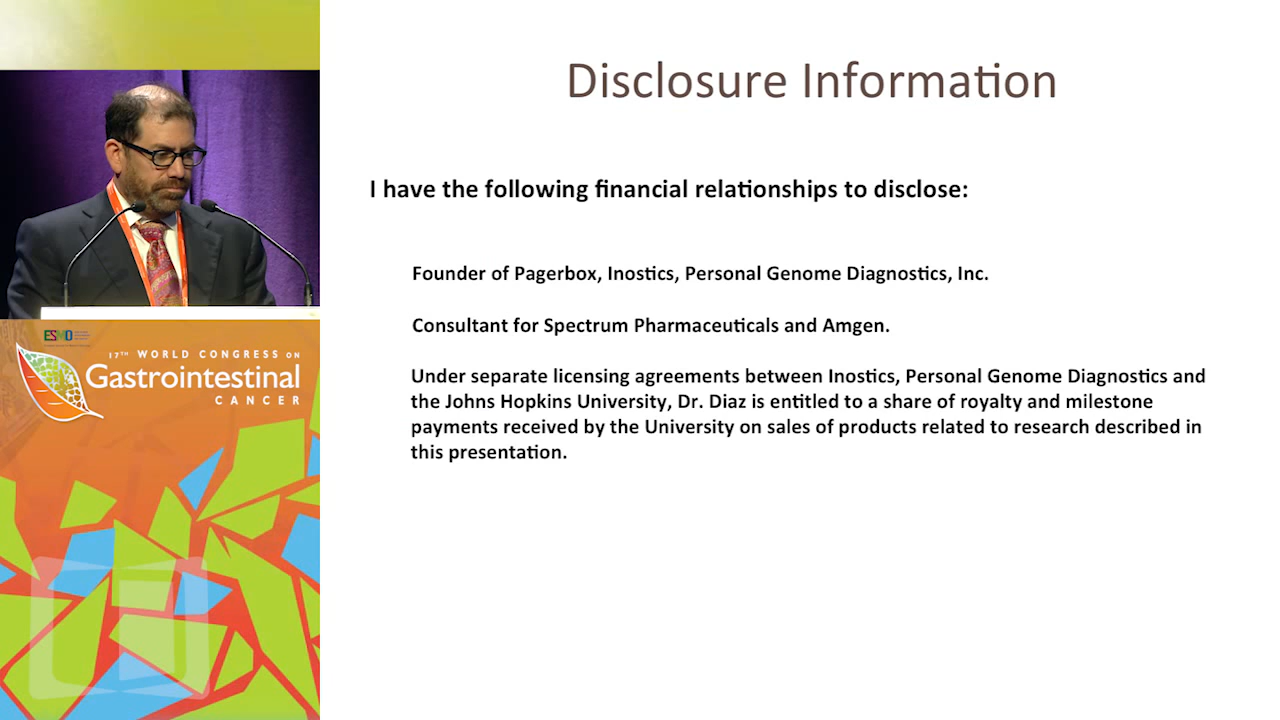 Disclosure Information
I have the following financial relationships to disclose:
Founder of Pagerbox, Inostics, Personal Genome Diagnostics, Inc.
Consultant for Spectrum Pharmaceuticals and Amgen.
Under separate licensing agreements between Inostics, Personal Genome Diagnostics and
the Johns Hopkins University, Dr. Diaz is entitled to a share of royalty and milestone
payments received by the University on sales of products related to research described in
this presentation.
ESMO
17TH WORLD CONGRESS ON
Gastrointestinal
CANCER